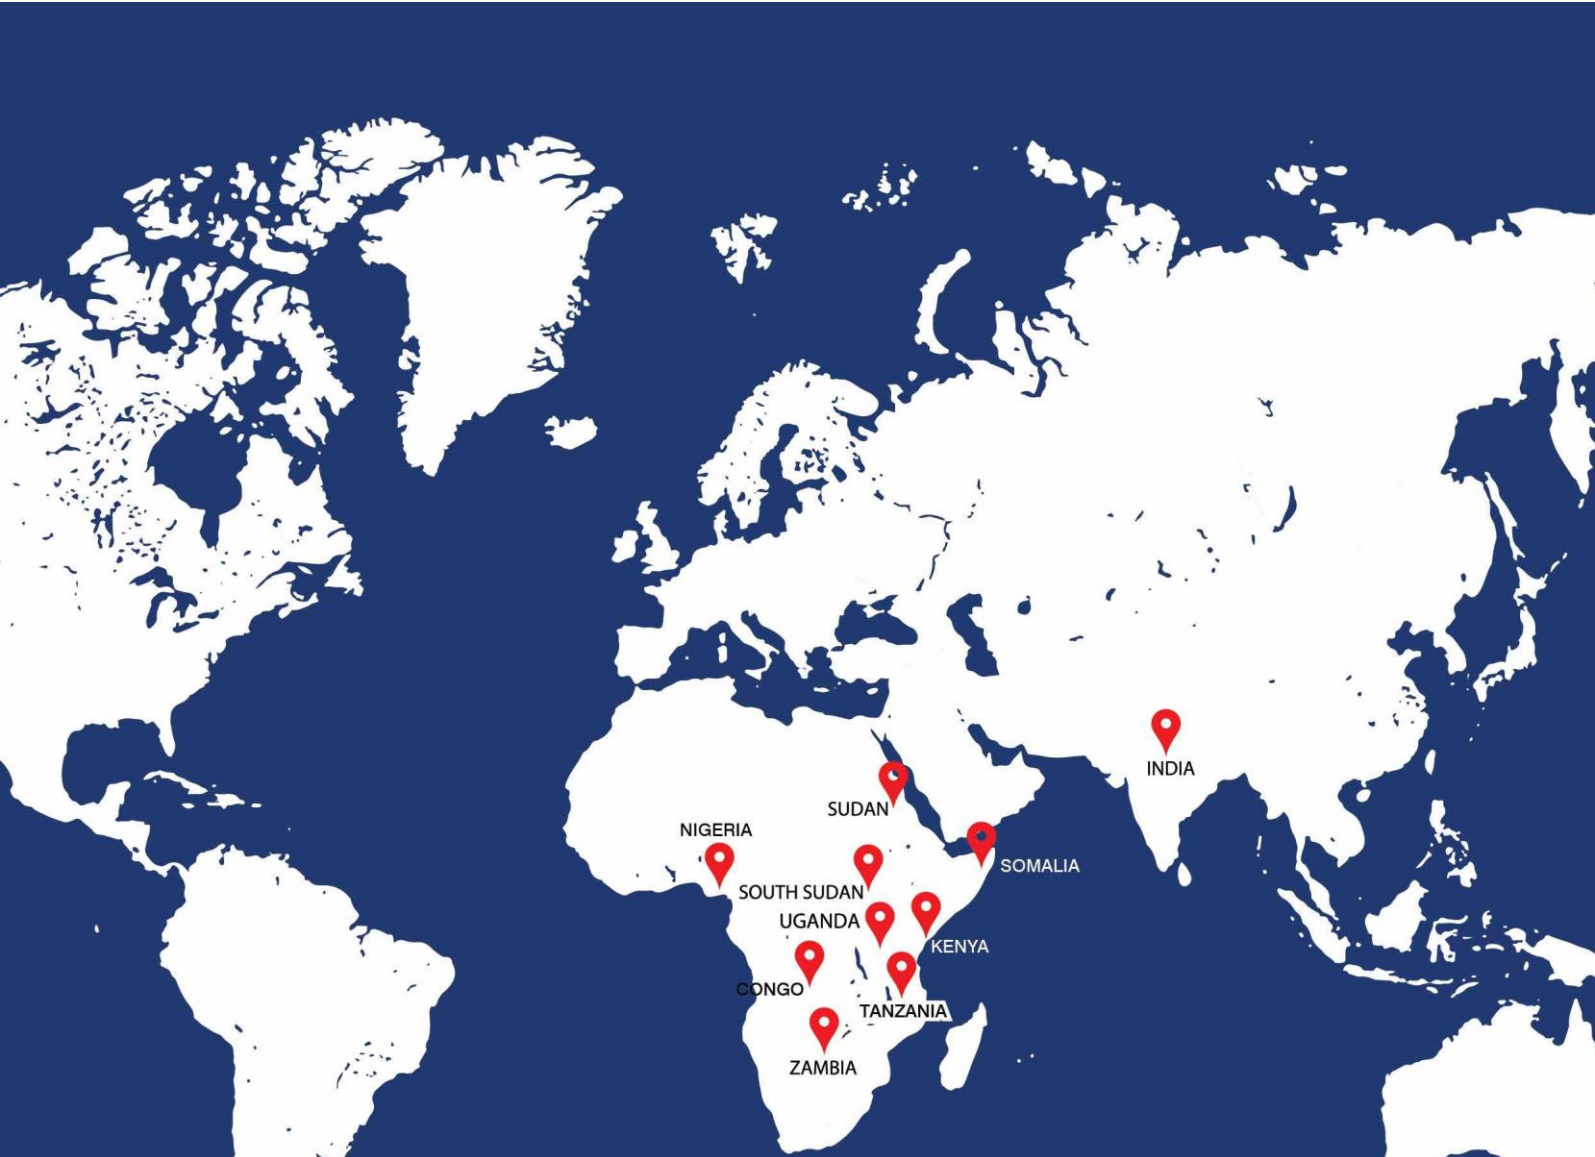 INDIA
SUDAN
NIGERIA
SOMALIA
SOUTH SUDAN
UGANDA
KENYA
CONGO
TANZANIA
ZAMBIA